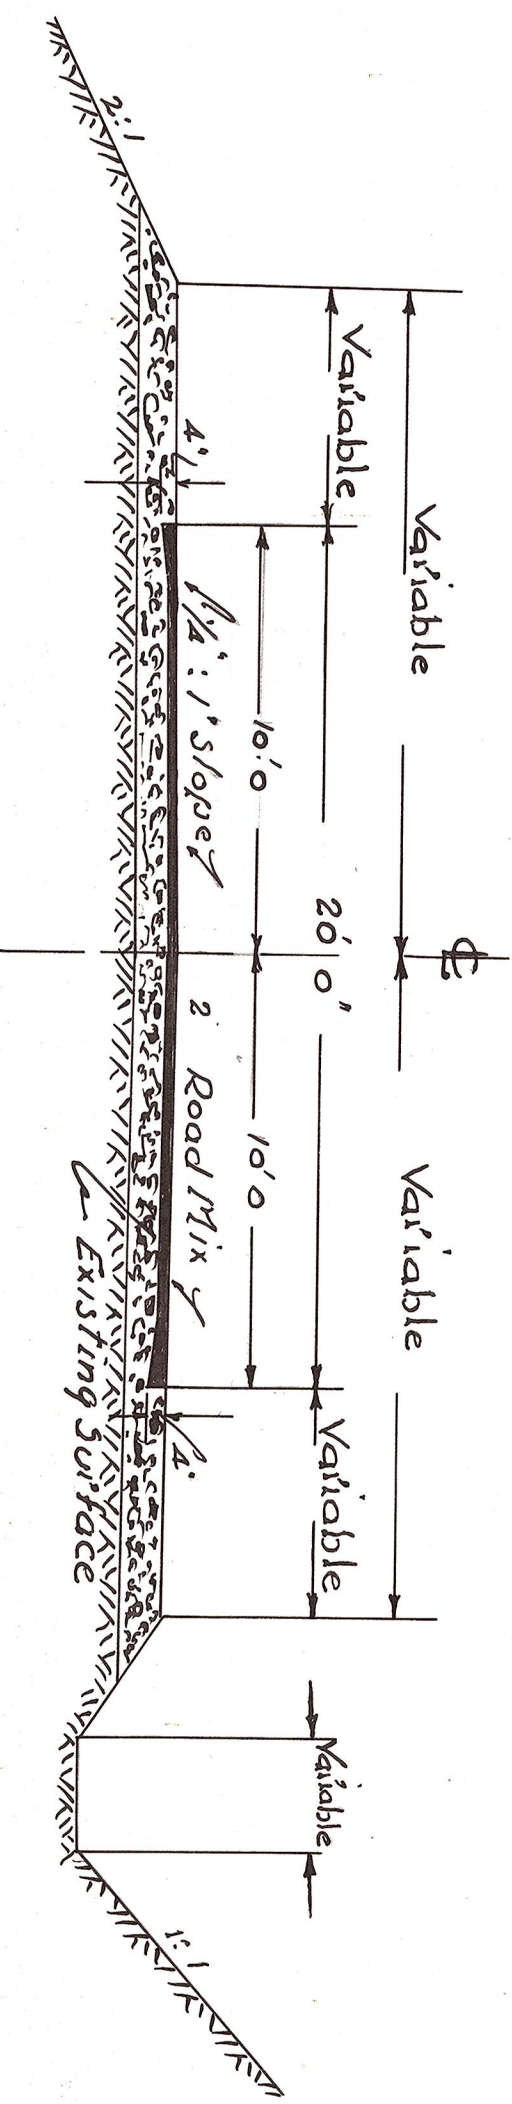 ℄
Variable
Variable
Variable
20' 0"
Variable
Variable
10'0
10'0
2:1
4"
1/4" : 1' slope
2 Road Mix
4"
1:1
Existing Surface